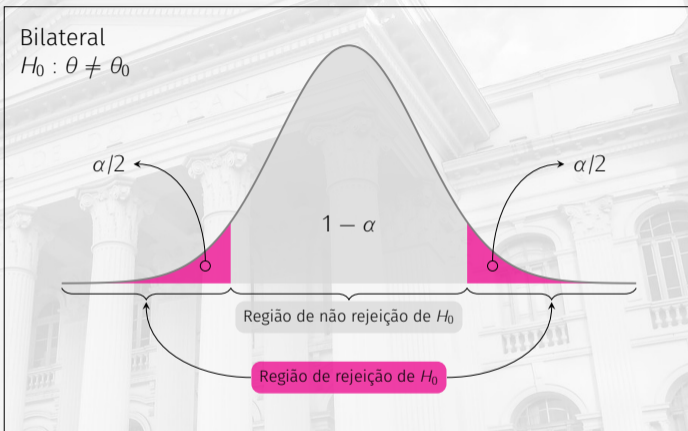 Bilateral
H₀ : θ ≠ θ₀
α/2
α/2
1 − α
Região de não rejeição de H₀
Região de rejeição de H₀